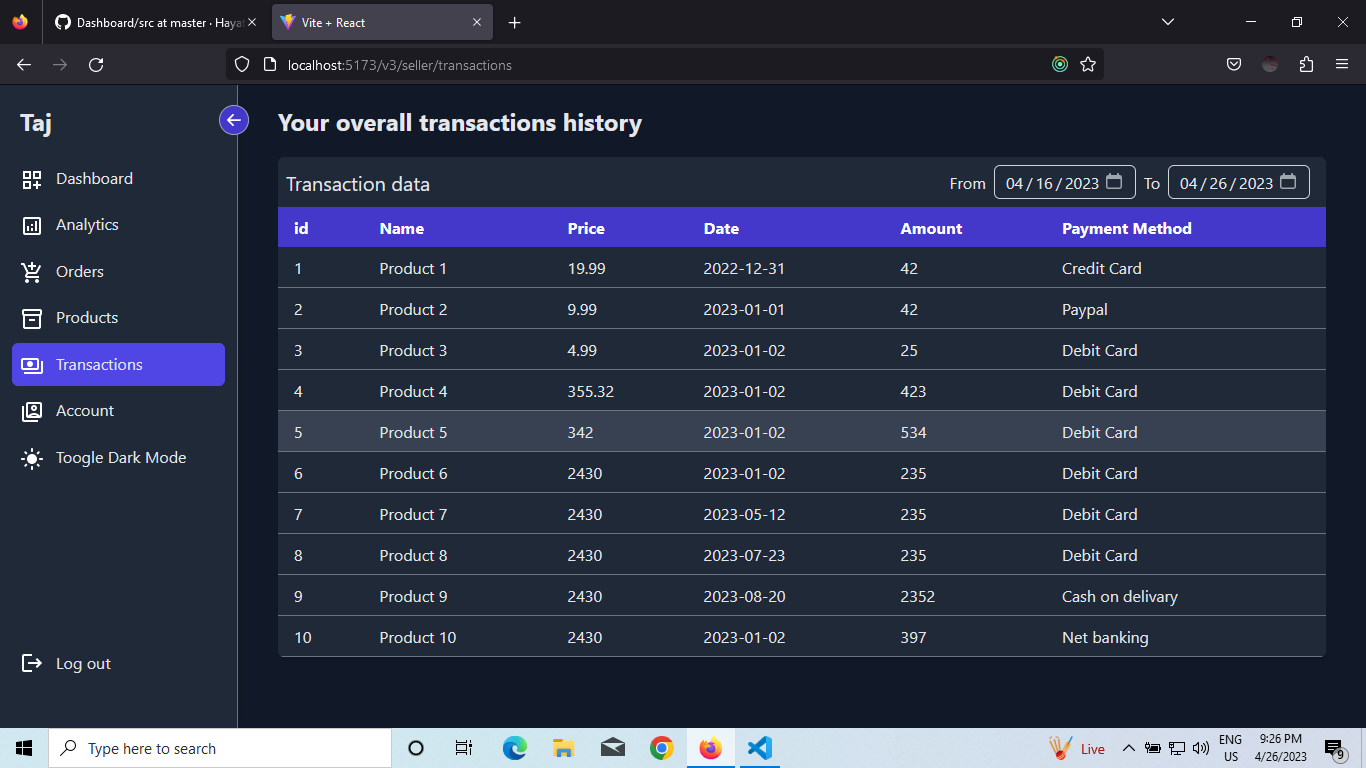 Dashboard/src at master · Haya
Vite + React
localhost:5173/v3/seller/transactions
Taj
Dashboard
Analytics
Orders
Products
Transactions
Account
Toogle Dark Mode
Log out
Your overall transactions history
Transaction data From 04/16/2023 To 04/26/2023
id Name Price Date Amount Payment Method
1 Product 1 19.99 2022-12-31 42 Credit Card
2 Product 2 9.99 2023-01-01 42 Paypal
3 Product 3 4.99 2023-01-02 25 Debit Card
4 Product 4 355.32 2023-01-02 423 Debit Card
5 Product 5 342 2023-01-02 534 Debit Card
6 Product 6 2430 2023-01-02 235 Debit Card
7 Product 7 2430 2023-05-12 235 Debit Card
8 Product 8 2430 2023-07-23 235 Debit Card
9 Product 9 2430 2023-08-20 2352 Cash on delivary
10 Product 10 2430 2023-01-02 397 Net banking
Type here to search
Live
ENG
US
9:26 PM
4/26/2023
9